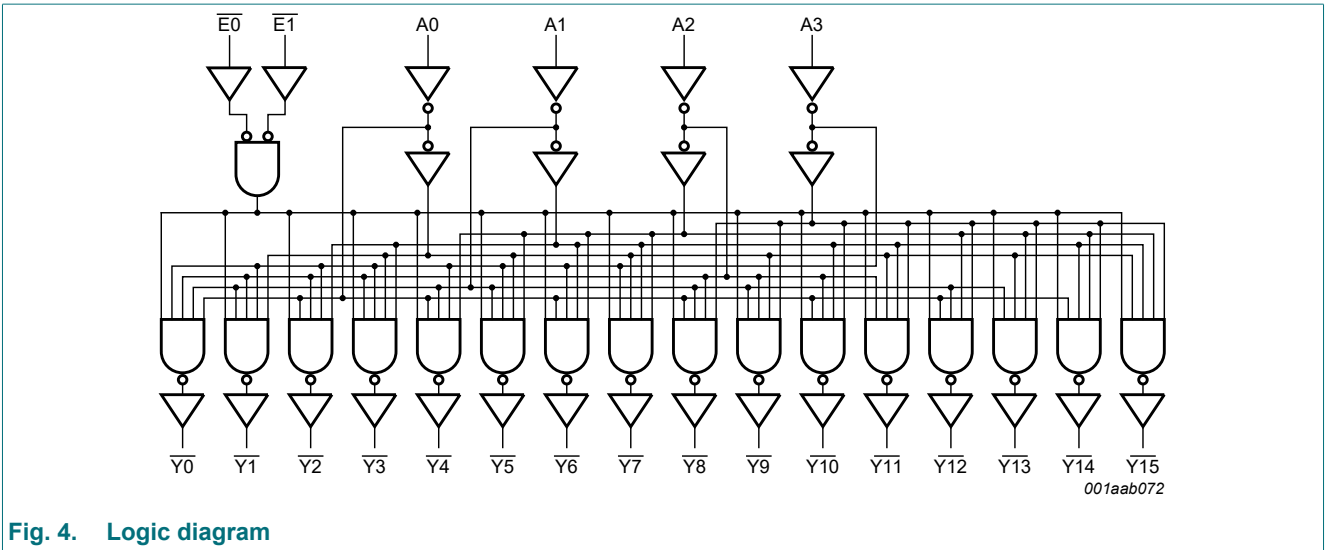 E0 E1 A0 A1 A2 A3
Y0 Y1 Y2 Y3 Y4 Y5 Y6 Y7 Y8 Y9 Y10 Y11 Y12 Y13 Y14 Y15
001aab072
Fig. 4. Logic diagram